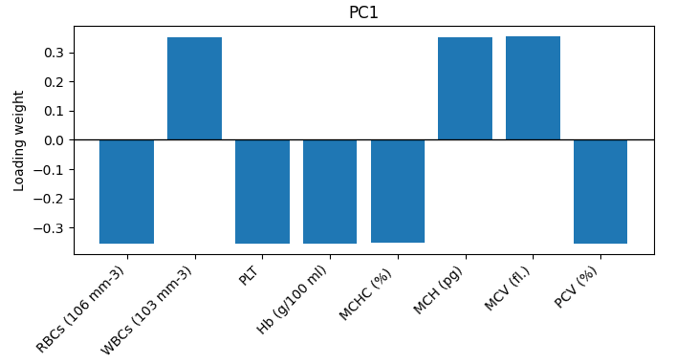 PC1
Loading weight
0.3
0.2
0.1
0.0
−0.1
−0.2
−0.3
RBCs (106 mm-3)
WBCs (103 mm-3)
PLT
Hb (g/100 ml)
MCHC (%)
MCH (pg)
MCV (fl.)
PCV (%)